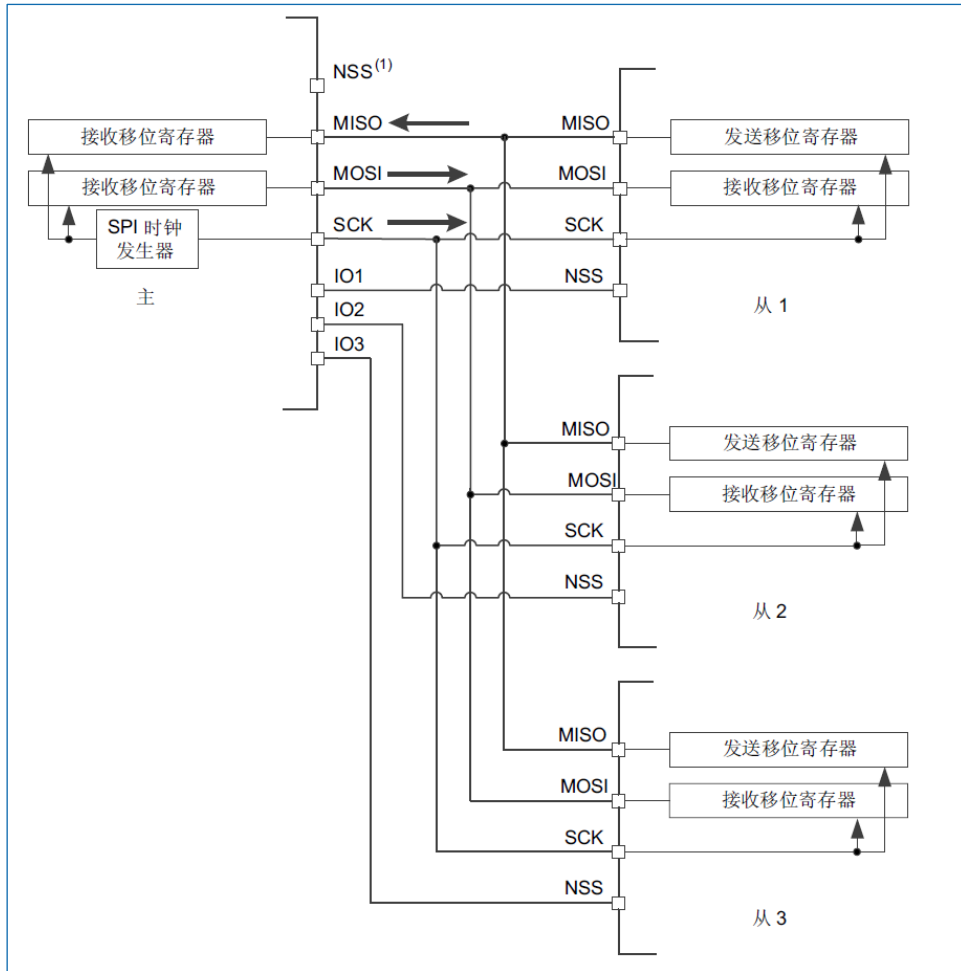 NSS(1)
MISO
MOSI
SCK
IO1
IO2
IO3
接收移位寄存器
接收移位寄存器
SPI 时钟
发生器
主
MISO
MOSI
SCK
NSS
发送移位寄存器
接收移位寄存器
从 1
MISO
MOSI
SCK
NSS
发送移位寄存器
接收移位寄存器
从 2
MISO
MOSI
SCK
NSS
发送移位寄存器
接收移位寄存器
从 3